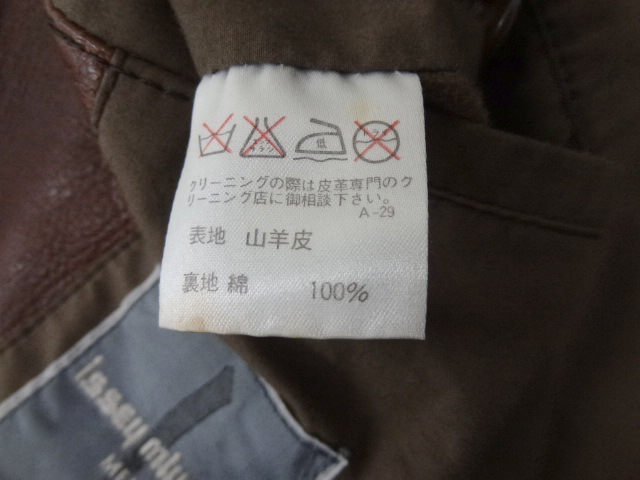 低
クリーニングの際は皮革専門のク
リーニング店に御相談下さい。
A-29
表地 山羊皮
裏地 綿 100%
issey